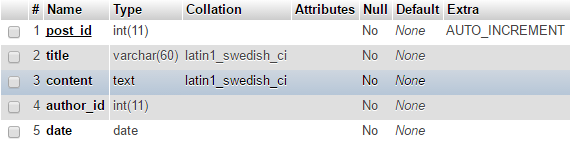 # Name Type Collation Attributes Null Default Extra
1 post_id int(11) No None AUTO_INCREMENT
2 title varchar(60) latin1_swedish_ci No None
3 content text latin1_swedish_ci No None
4 author_id int(11) No None
5 date date No None